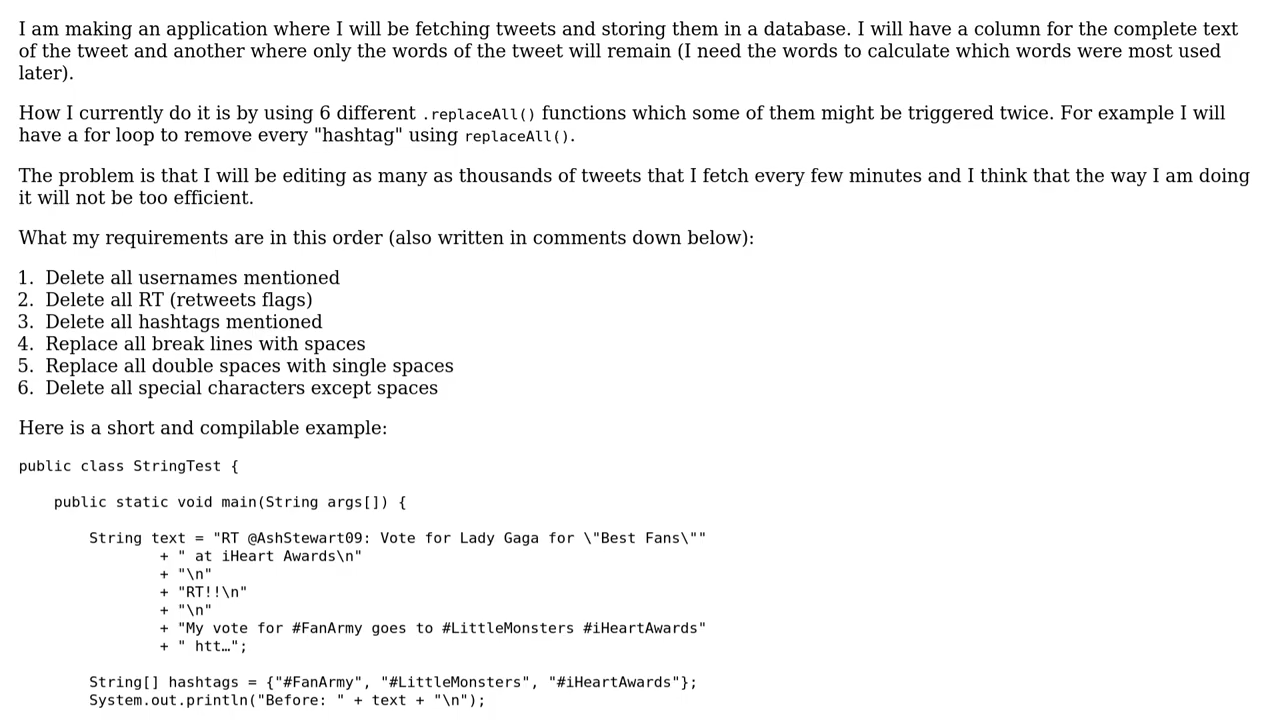 I am making an application where I will be fetching tweets and storing them in a database. I will have a column for the complete text
of the tweet and another where only the words of the tweet will remain (I need the words to calculate which words were most used
later).
How I currently do it is by using 6 different .replaceAll() functions which some of them might be triggered twice. For example I will
have a for loop to remove every "hashtag" using replaceAll().
The problem is that I will be editing as many as thousands of tweets that I fetch every few minutes and I think that the way I am doing
it will not be too efficient.
What my requirements are in this order (also written in comments down below):
1. Delete all usernames mentioned
2. Delete all RT (retweets flags)
3. Delete all hashtags mentioned
4. Replace all break lines with spaces
5. Replace all double spaces with single spaces
6. Delete all special characters except spaces
Here is a short and compilable example:
public class StringTest {
    public static void main(String args[]) {
        String text = "RT @AshStewart09: Vote for Lady Gaga for \"Best Fans\""
                + " at iHeart Awards\n"
                + "\n"
                + "RT!!\n"
                + "\n"
                + "My vote for #FanArmy goes to #LittleMonsters #iHeartAwards"
                + " htt…";
        String[] hashtags = {"#FanArmy", "#LittleMonsters", "#iHeartAwards"};
        System.out.println("Before: " + text + "\n");